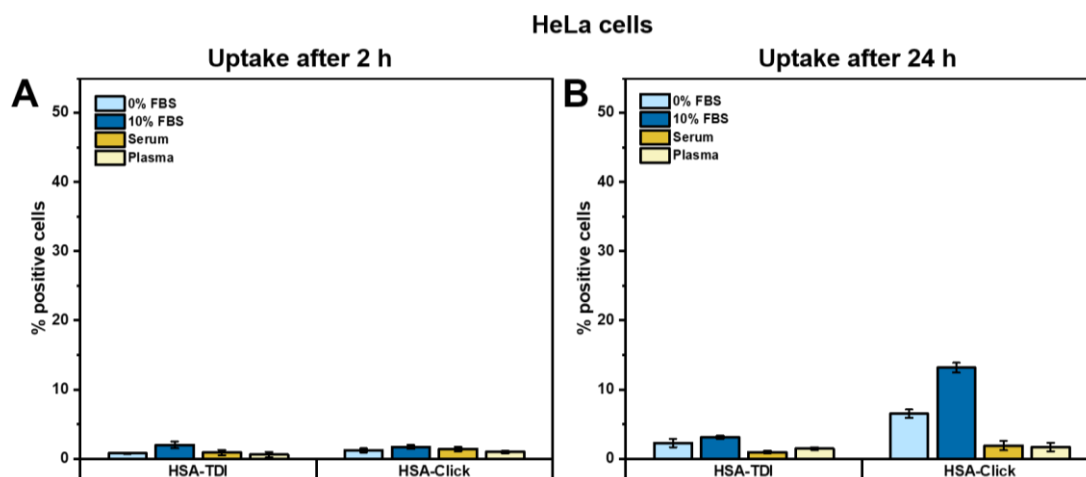 HeLa cells
Uptake after 2 h
A
0% FBS
10% FBS
Serum
Plasma
% positive cells
50
40
30
20
10
0
HSA-TDI HSA-Click
Uptake after 24 h
B
0% FBS
10% FBS
Serum
Plasma
% positive cells
50
40
30
20
10
0
HSA-TDI HSA-Click